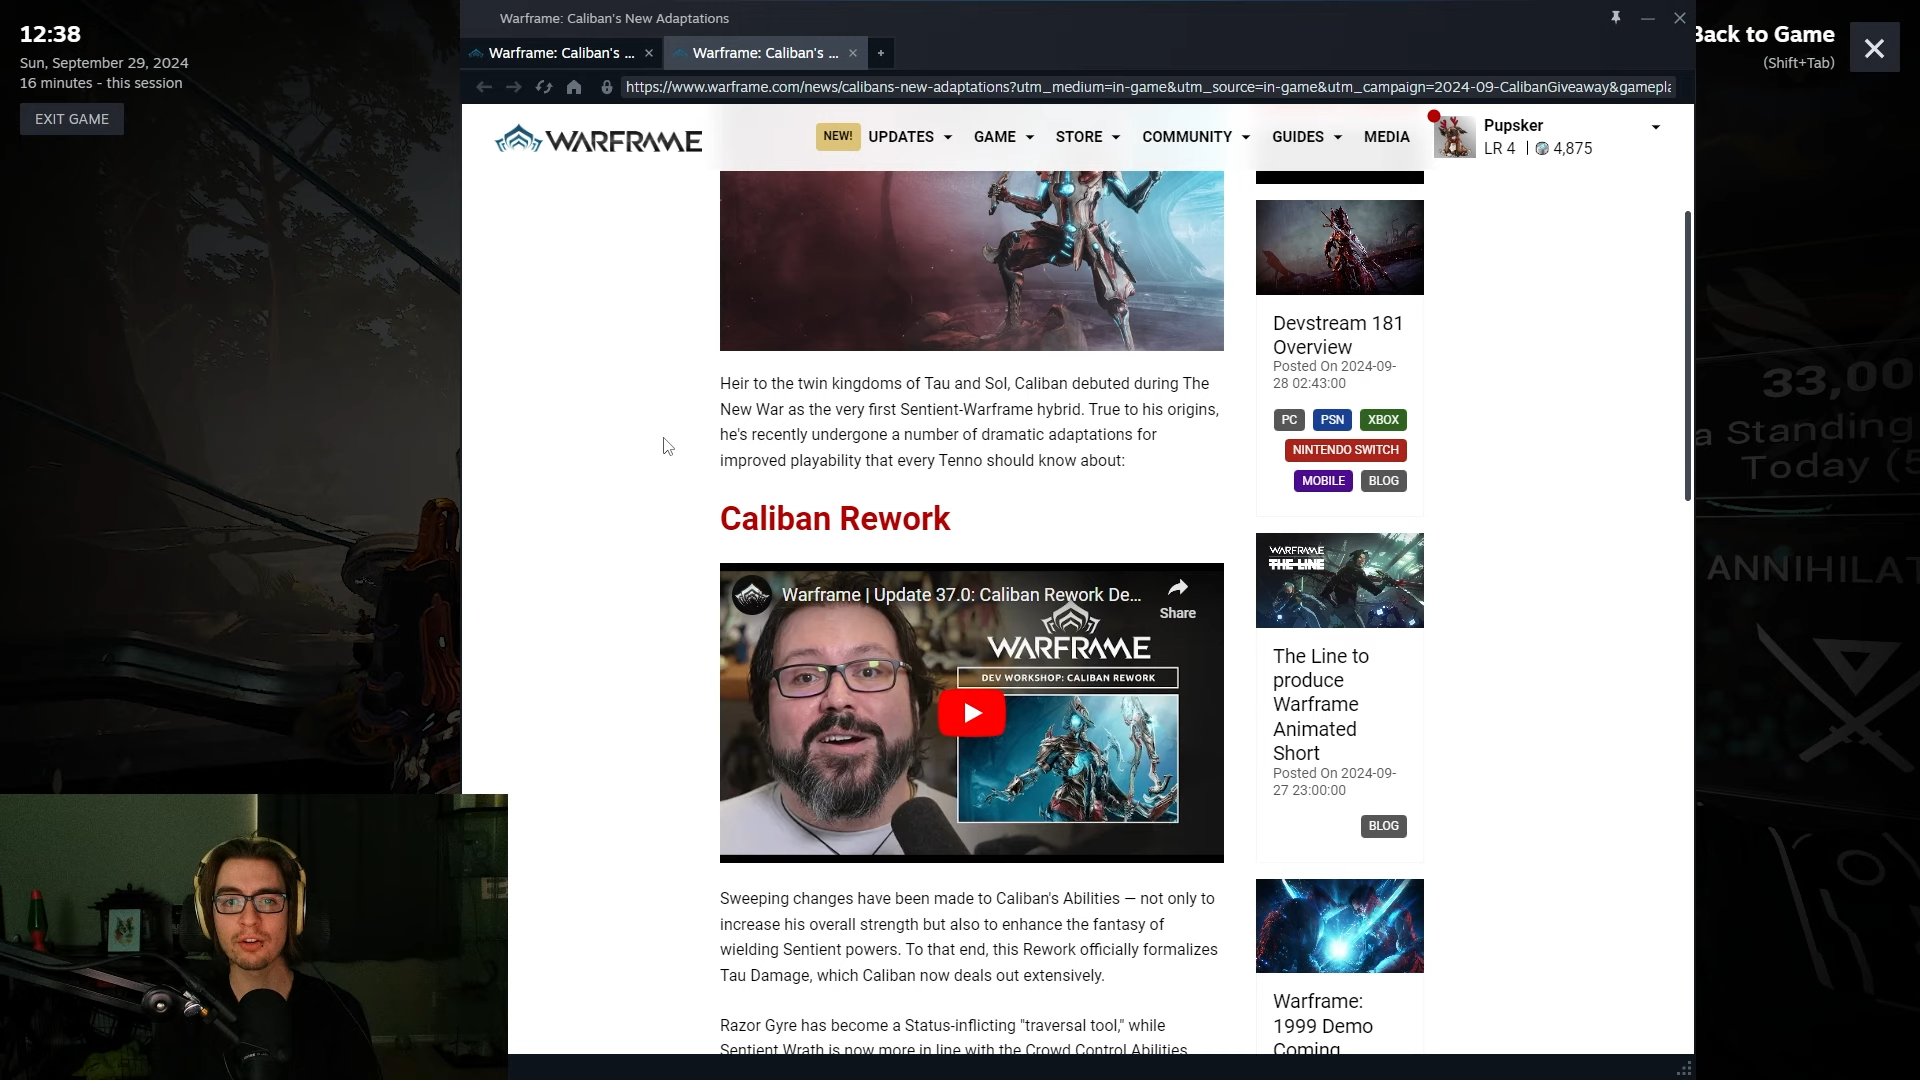 12:38
Sun, September 29, 2024
16 minutes - this session
EXIT GAME
Warframe: Caliban's New Adaptations
Back to Game
(Shift+Tab)
Warframe: Caliban's ...
Warframe: Caliban's ...
https://www.warframe.com/news/calibans-new-adaptations?utm_medium=in-game&utm_source=in-game&utm_campaign=2024-09-CalibanGiveaway&gamepla
WARFRAME
NEW! UPDATES GAME STORE COMMUNITY GUIDES MEDIA
Pupsker
LR 4 | 4,875
Heir to the twin kingdoms of Tau and Sol, Caliban debuted during The
New War as the very first Sentient-Warframe hybrid. True to his origins,
he's recently undergone a number of dramatic adaptations for
improved playability that every Tenno should know about:
Caliban Rework
Warframe | Update 37.0: Caliban Rework De...
Share
WARFRAME
DEV WORKSHOP: CALIBAN REWORK
Sweeping changes have been made to Caliban's Abilities — not only to
increase his overall strength but also to enhance the fantasy of
wielding Sentient powers. To that end, this Rework officially formalizes
Tau Damage, which Caliban now deals out extensively.
Razor Gyre has become a Status-inflicting "traversal tool," while
Sentient Wrath is now more in line with the Crowd Control Abilities
Devstream 181
Overview
Posted On 2024-09-
28 02:43:00
PC PSN XBOX
NINTENDO SWITCH
MOBILE BLOG
WARFRAME
THE LINE
The Line to
produce
Warframe
Animated
Short
Posted On 2024-09-
27 23:00:00
BLOG
Warframe:
1999 Demo
Coming
33,00
a Standing
Today (5
ANNIHILAT